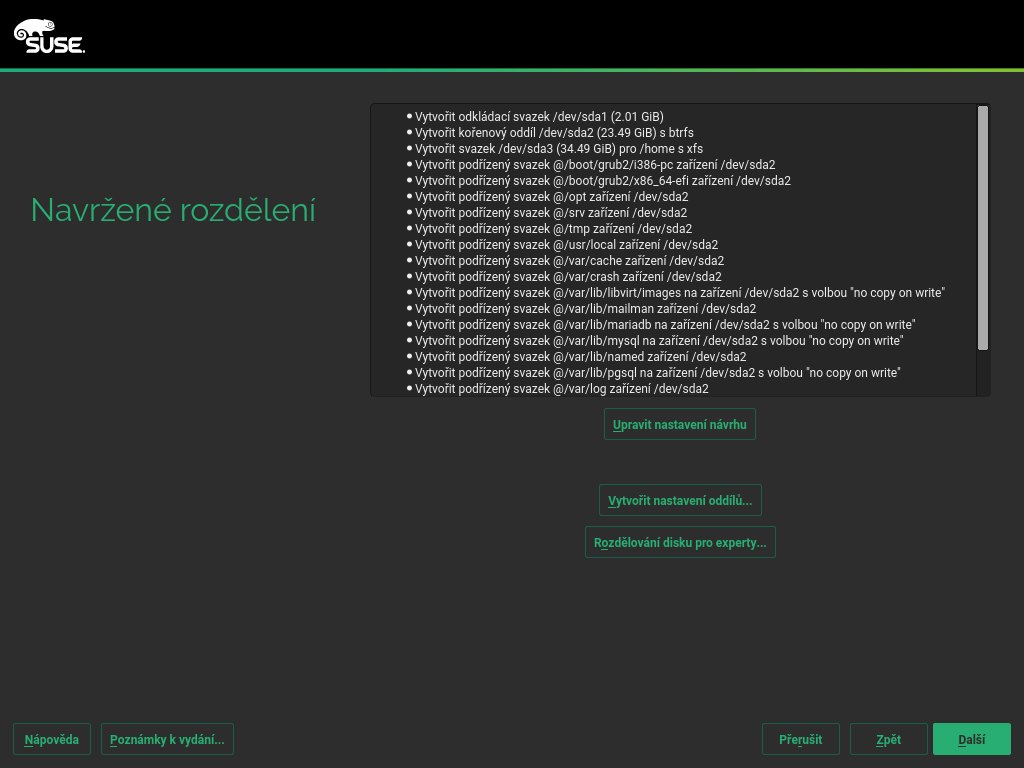 SUSE.
Navržené rozdělení
• Vytvořit odkládací svazek /dev/sda1 (2.01 GiB)
• Vytvořit kořenový oddíl /dev/sda2 (23.49 GiB) s btrfs
• Vytvořit svazek /dev/sda3 (34.49 GiB) pro /home s xfs
• Vytvořit podřízený svazek @/boot/grub2/i386-pc zařízení /dev/sda2
• Vytvořit podřízený svazek @/boot/grub2/x86_64-efi zařízení /dev/sda2
• Vytvořit podřízený svazek @/opt zařízení /dev/sda2
• Vytvořit podřízený svazek @/srv zařízení /dev/sda2
• Vytvořit podřízený svazek @/tmp zařízení /dev/sda2
• Vytvořit podřízený svazek @/usr/local zařízení /dev/sda2
• Vytvořit podřízený svazek @/var/cache zařízení /dev/sda2
• Vytvořit podřízený svazek @/var/crash zařízení /dev/sda2
• Vytvořit podřízený svazek @/var/lib/libvirt/images na zařízení /dev/sda2 s volbou "no copy on write"
• Vytvořit podřízený svazek @/var/lib/mailman zařízení /dev/sda2
• Vytvořit podřízený svazek @/var/lib/mariadb na zařízení /dev/sda2 s volbou "no copy on write"
• Vytvořit podřízený svazek @/var/lib/mysql na zařízení /dev/sda2 s volbou "no copy on write"
• Vytvořit podřízený svazek @/var/lib/named zařízení /dev/sda2
• Vytvořit podřízený svazek @/var/lib/pgsql na zařízení /dev/sda2 s volbou "no copy on write"
• Vytvořit podřízený svazek @/var/log zařízení /dev/sda2
Upravit nastavení návrhu
Vytvořit nastavení oddílů...
Rozdělování disku pro experty...
Nápověda
Poznámky k vydání...
Přerušit
Zpět
Další